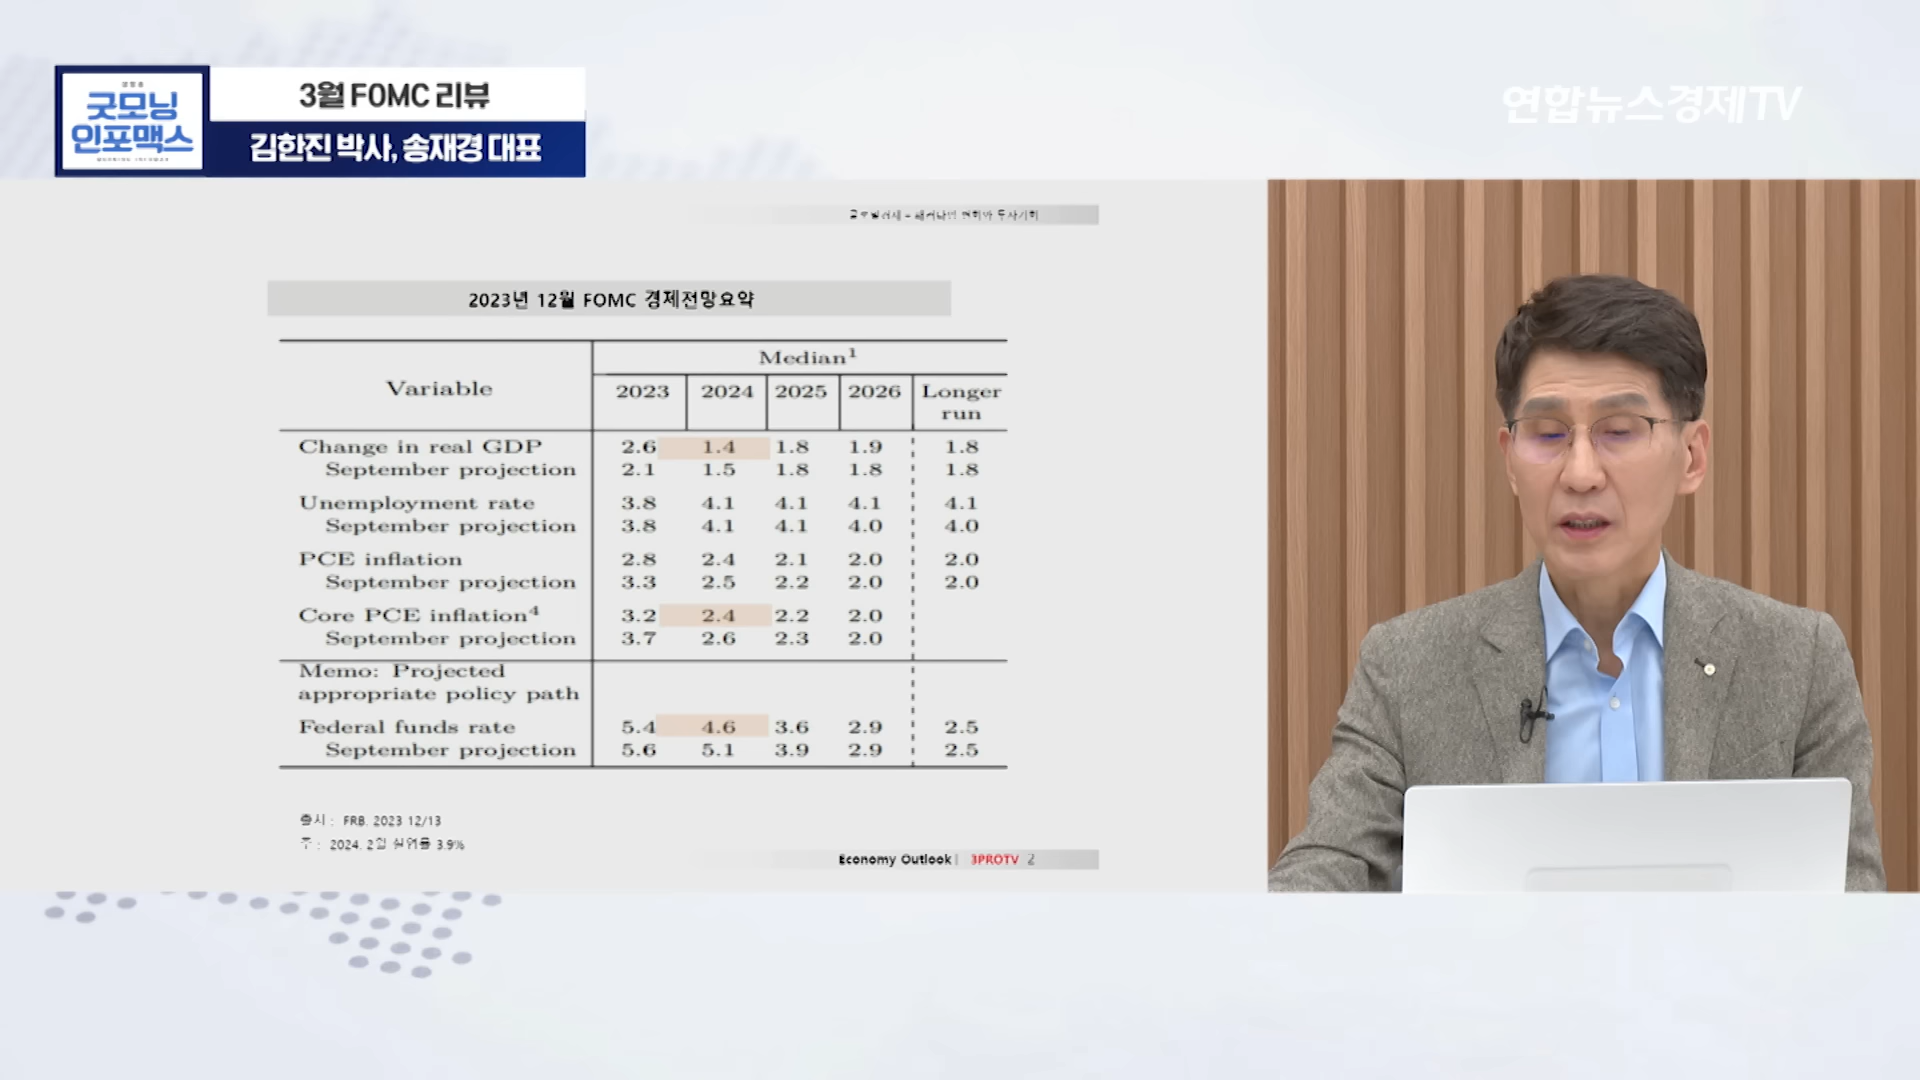 굿모닝
인포맥스
3월 FOMC 리뷰
김한진 박사, 송재경 대표
연합뉴스경제TV
2023년 12월 FOMC 경제전망요약
Variable
Median¹
2023 2024 2025 2026 Longer run
Change in real GDP 2.6 1.4 1.8 1.9 1.8
September projection 2.1 1.5 1.8 1.8 1.8
Unemployment rate 3.8 4.1 4.1 4.1 4.1
September projection 3.8 4.1 4.1 4.0 4.0
PCE inflation 2.8 2.4 2.1 2.0 2.0
September projection 3.3 2.5 2.2 2.0 2.0
Core PCE inflation⁴ 3.2 2.4 2.2 2.0
September projection 3.7 2.6 2.3 2.0
Memo: Projected
appropriate policy path
Federal funds rate 5.4 4.6 3.6 2.9 2.5
September projection 5.6 5.1 3.9 2.9 2.5
FRB. 2023 12/13
2024. 2월 실업률 3.9%
Economy Outlook | 3PROTV 2